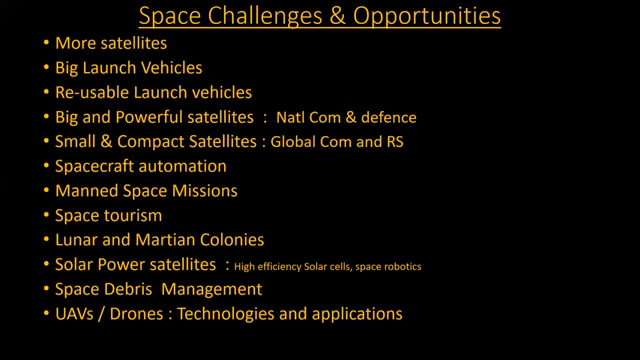 Space Challenges & Opportunities
• More satellites
• Big Launch Vehicles
• Re-usable Launch vehicles
• Big and Powerful satellites : Natl Com & defence
• Small & Compact Satellites : Global Com and RS
• Spacecraft automation
• Manned Space Missions
• Space tourism
• Lunar and Martian Colonies
• Solar Power satellites : High efficiency Solar cells, space robotics
• Space Debris Management
• UAVs / Drones : Technologies and applications